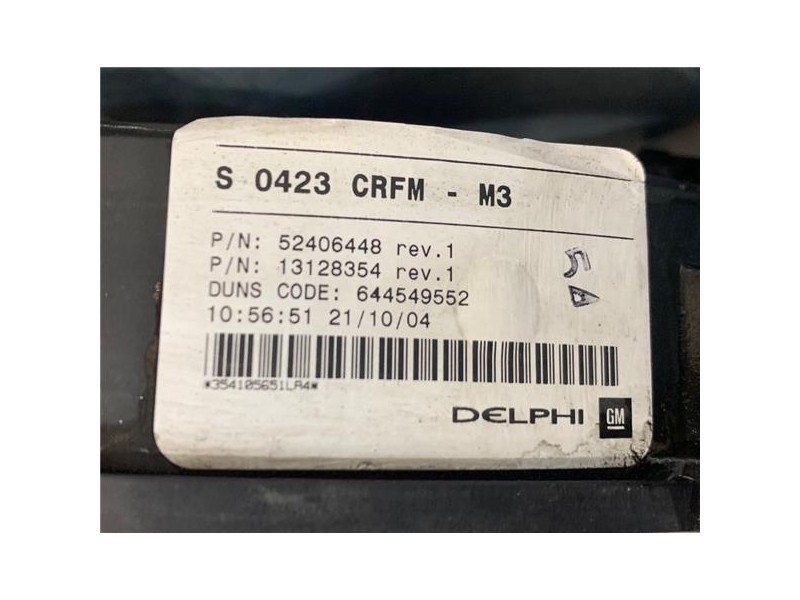 S 0423 CRFM - M3
P/N: 52406448 rev.1
P/N: 13128354 rev.1
DUNS CODE: 644549552
10:56:51 21/10/04
*354105651LA4*
DELPHI GM